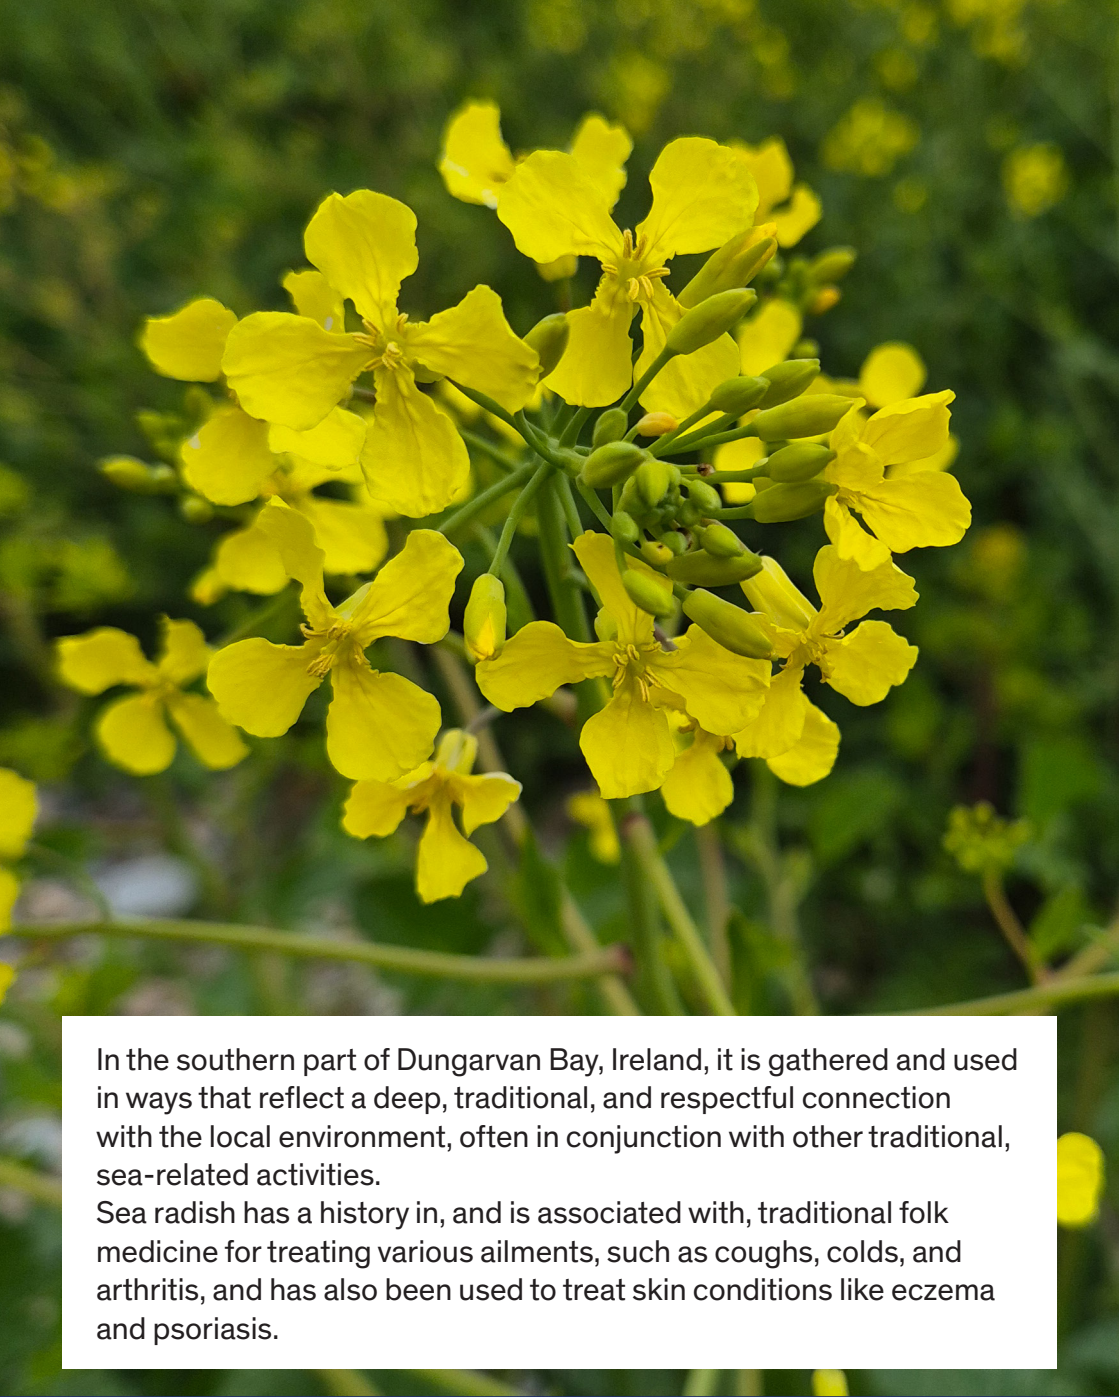 In the southern part of Dungarvan Bay, Ireland, it is gathered and used
in ways that reflect a deep, traditional, and respectful connection
with the local environment, often in conjunction with other traditional,
sea-related activities.
Sea radish has a history in, and is associated with, traditional folk
medicine for treating various ailments, such as coughs, colds, and
arthritis, and has also been used to treat skin conditions like eczema
and psoriasis.